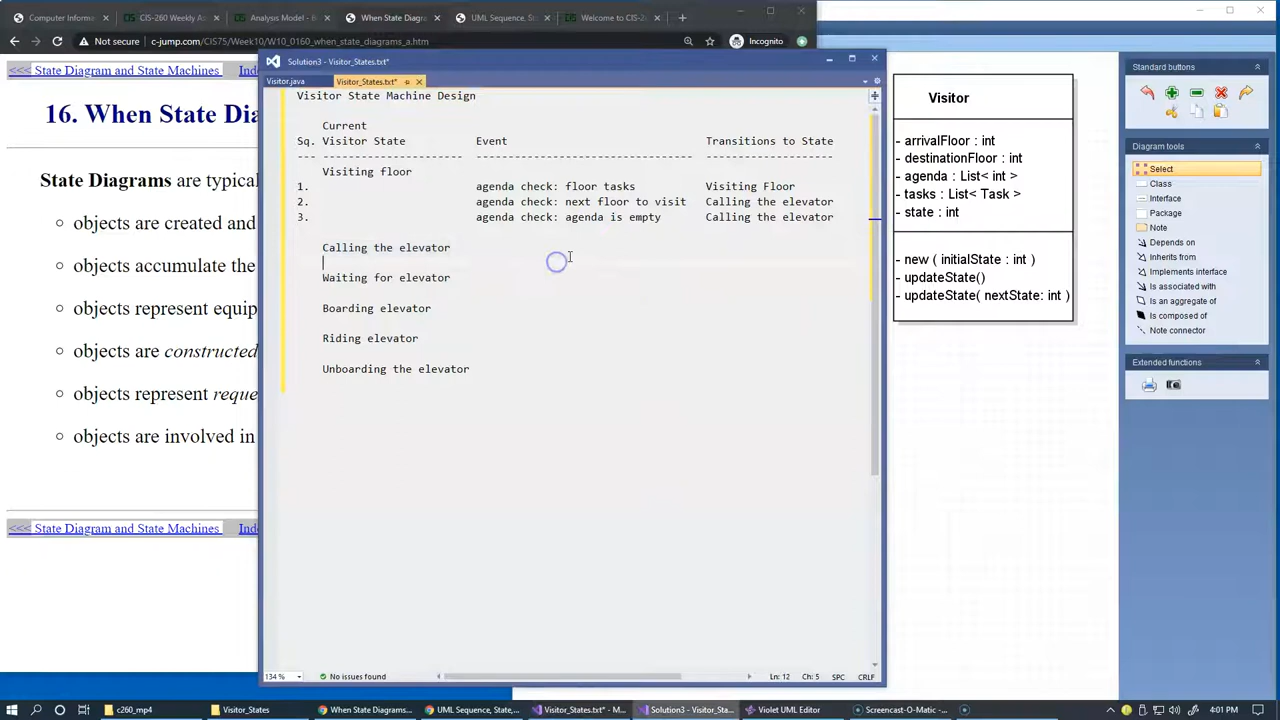 Computer Informa
CIS-260 Weekly As
Analysis Model - E
When State Diagra
UML Sequence, St
Welcome to CIS-2
Not secure
c-jump.com/CIS75/Week10/W10_0160_when_state_diagrams_a.htm
Incognito
<<< State Diagram and State Machines
Ind
16. When State Dia
State Diagrams are typical
objects are created and
objects accumulate the
objects represent equip
objects are constructed
objects represent reque
objects are involved in
<<< State Diagram and State Machines
Ind
Solution3 - Visitor_States.txt*
Visitor.java
Visitor_States.txt*
Visitor State Machine Design
Current
Sq. Visitor State Event Transitions to State
--- ---------------------- ---------------------------------- --------------------
Visiting floor
1. agenda check: floor tasks Visiting Floor
2. agenda check: next floor to visit Calling the elevator
3. agenda check: agenda is empty Calling the elevator
Calling the elevator
Waiting for elevator
Boarding elevator
Riding elevator
Unboarding the elevator
134 %
No issues found
Ln: 12
Ch: 5
SPC
CRLF
Visitor
- arrivalFloor : int
- destinationFloor : int
- agenda : List< int >
- tasks : List< Task >
- state : int
- new ( initialState : int )
- updateState()
- updateState( nextState: int )
Standard buttons
Diagram tools
Select
Class
Interface
Package
Note
Depends on
Inherits from
Implements interface
Is associated with
Is an aggregate of
Is composed of
Note connector
Extended functions
c260_mp4
Visitor_States
When State Diagrams...
UML Sequence, State,...
Visitor_States.txt* - M...
Solution3 - Visitor_Sta...
Violet UML Editor
Screencast-O-Matic - ...
4:01 PM